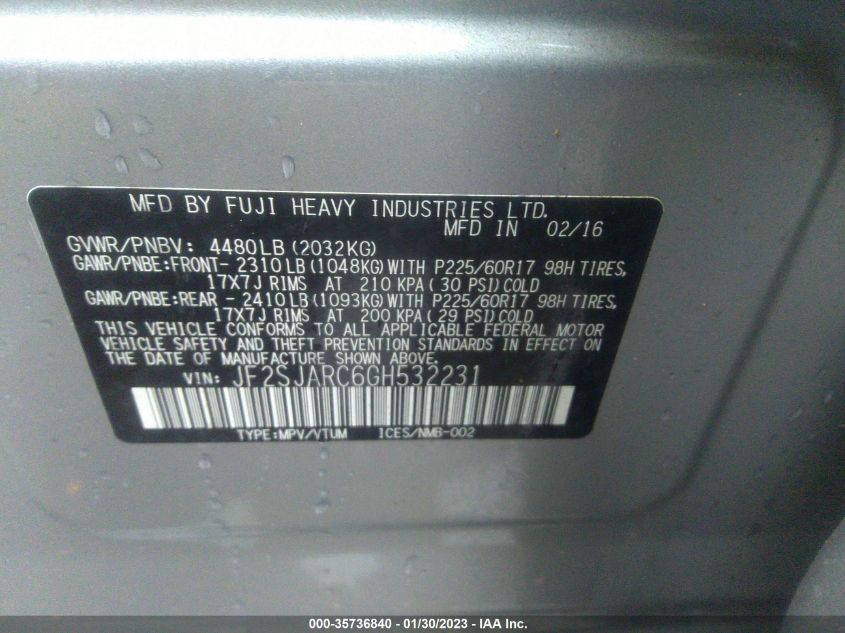 MFD BY FUJI HEAVY INDUSTRIES LTD.
MFD IN 02/16
GVWR/PNBV: 4480LB (2032KG)
GAWR/PNBE:FRONT- 2310LB (1048KG) WITH P225/60R17 98H TIRES,
17X7J RIMS AT 210 KPA (30 PSI) COLD
GAWR/PNBE:REAR - 2410LB (1093KG) WITH P225/60R17 98H TIRES,
17X7J RIMS AT 200 KPA (29 PSI) COLD
THIS VEHICLE CONFORMS TO ALL APPLICABLE FEDERAL MOTOR
VEHICLE SAFETY AND THEFT PREVENTION STANDARDS IN EFFECT ON
THE DATE OF MANUFACTURE SHOWN ABOVE.
VIN: JF2SJARC6GH532231
TYPE:MPV/VTUM ICES/NMB-002
000-35736840 - 01/30/2023 - IAA Inc.